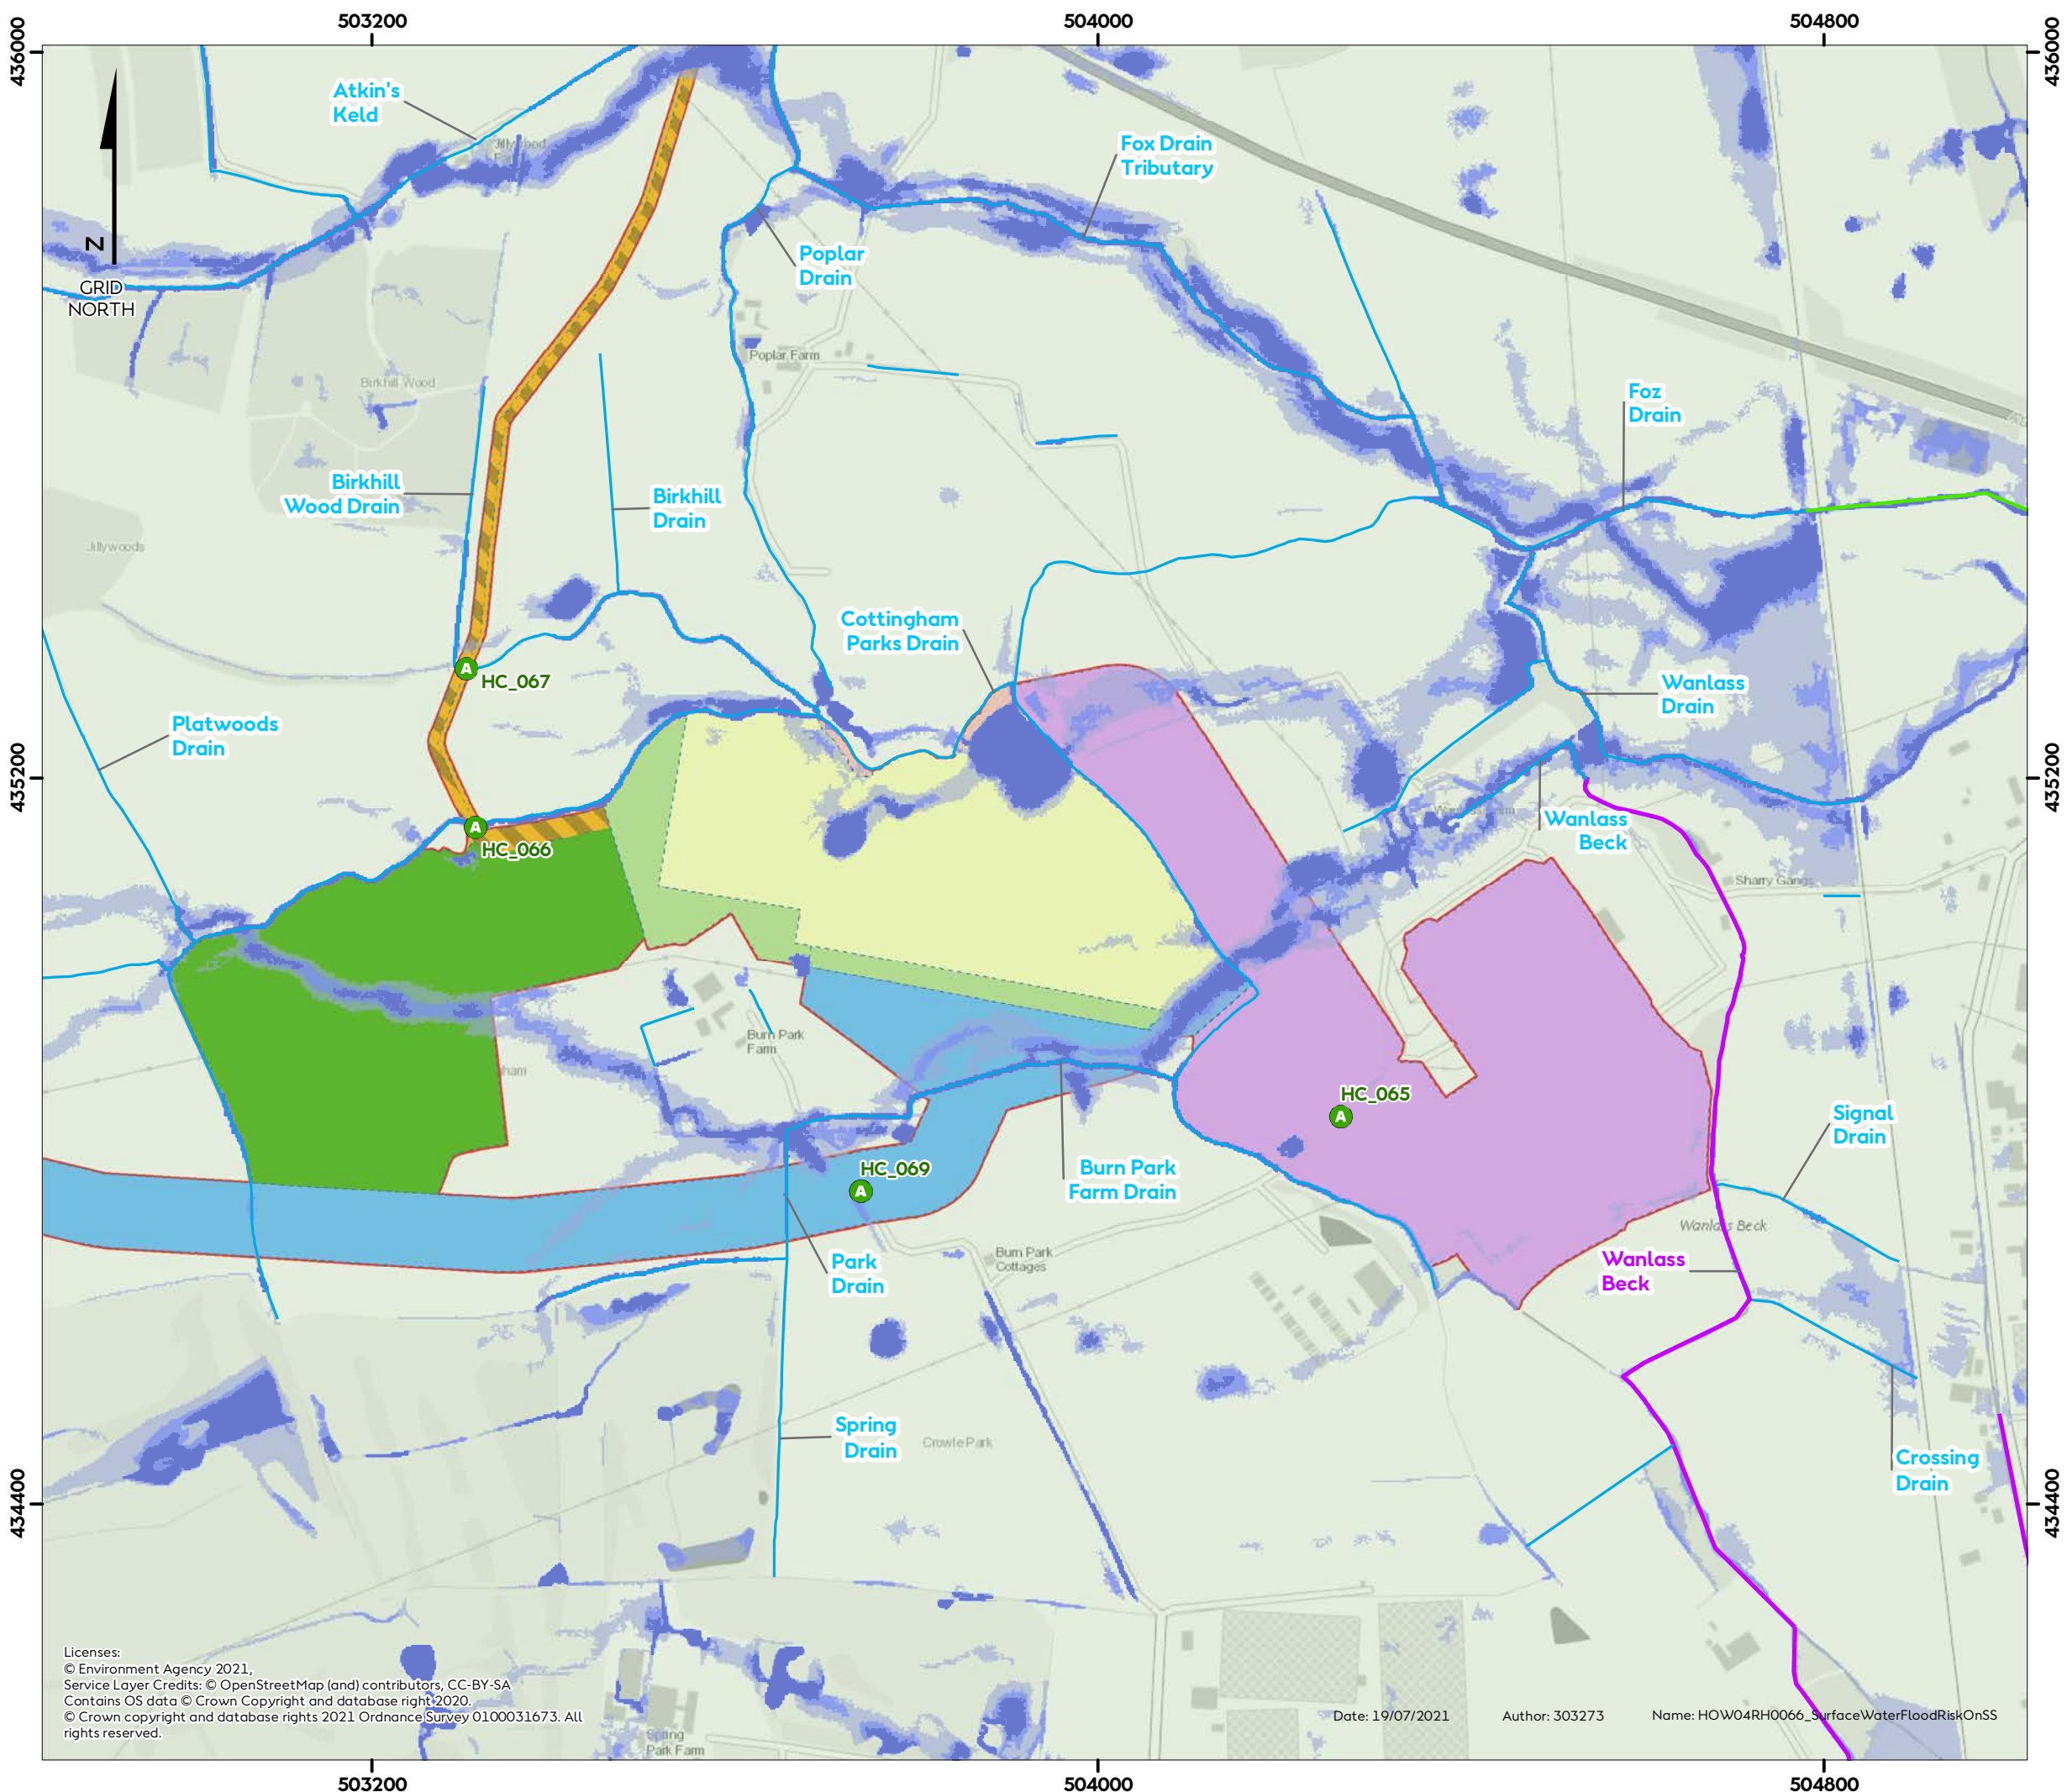 503200
504000
504800
436000
436000
Atkin's
Keld
Jillywood
Fox Drain
Tributary
N
GRID
NORTH
Poplar
Drain
Poplar Farm
Birkhill Wood
Foz
Drain
Birkhill
Wood Drain
Birkhill
Drain
Jillywoods
Cottingham
Parks Drain
HC_067
A
Wanlass
Drain
Platwoods
Drain
435200
435200
A
HC_066
Wanlass
Beck
Sharry Gangs
Burn Park
Farm
ham
HC_065
A
Signal
Drain
HC_069
A
Burn Park
Farm Drain
Wanlass Beck
Burn Park
Cottages
Park
Drain
Wanlass
Beck
Spring
Drain
Crowle Park
Crossing
Drain
434400
434400
Licenses:
© Environment Agency 2021,
Service Layer Credits: © OpenStreetMap (and) contributors, CC-BY-SA
Contains OS data © Crown Copyright and database right 2020.
© Crown copyright and database rights 2021 Ordnance Survey 0100031673. All
rights reserved.
Spring
Park Farm
Date: 19/07/2021
Author: 303273
Name: HOW04RH0066_SurfaceWaterFloodRiskOnSS
503200
504000
504800